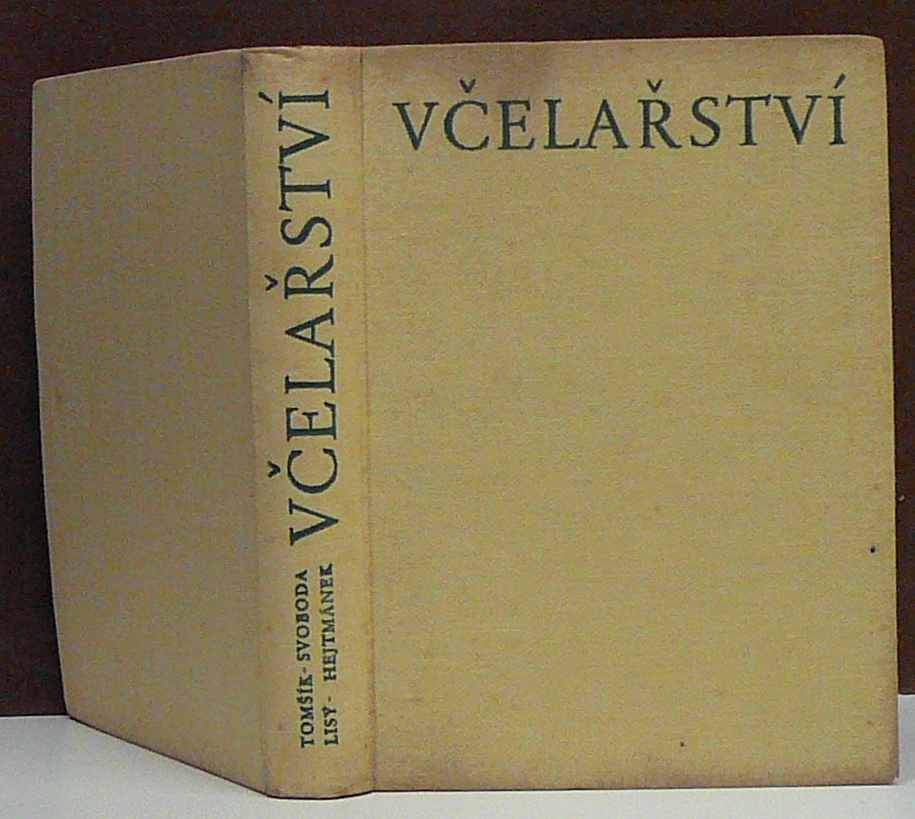 VČELAŘSTVÍ
TOMŠÍK - SVOBODA
LISÝ - HEJTMÁNEK
VČELAŘSTVÍ